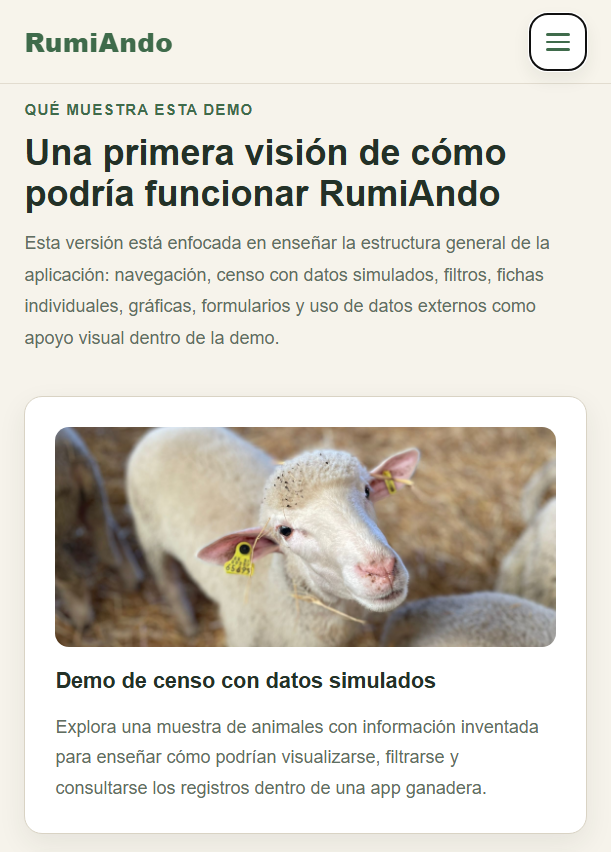 RumiAndo
QUÉ MUESTRA ESTA DEMO
Una primera visión de cómo
podría funcionar RumiAndo
Esta versión está enfocada en enseñar la estructura general de la
aplicación: navegación, censo con datos simulados, filtros, fichas
individuales, gráficas, formularios y uso de datos externos como
apoyo visual dentro de la demo.
Demo de censo con datos simulados
Explora una muestra de animales con información inventada
para enseñar cómo podrían visualizarse, filtrarse y
consultarse los registros dentro de una app ganadera.